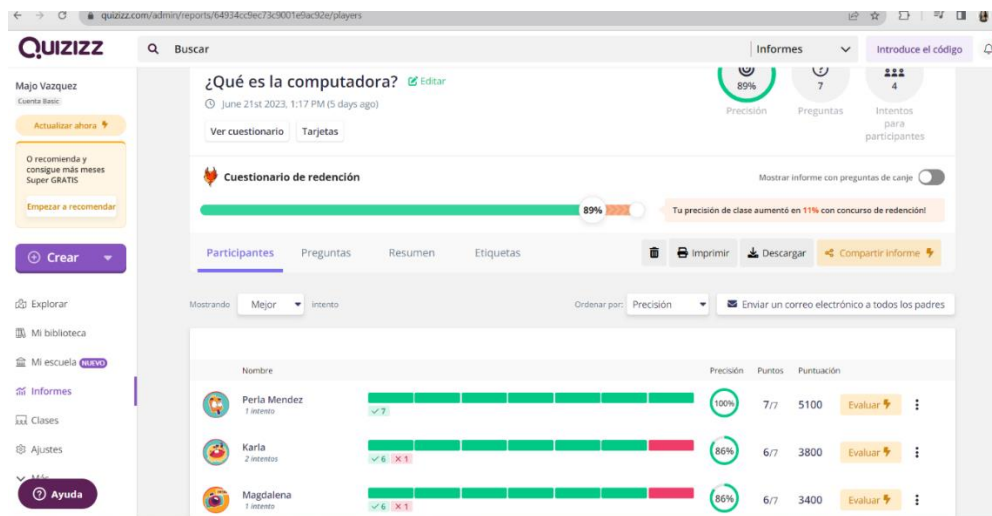 quizizz.com/admin/reports/64934cc9ec73c9001e9ac92e/players
QUIZIZZ
Buscar
Informes
Introduce el código
Majo Vazquez
Cuenta Basic
Actualizar ahora
O recomienda y
consigue más meses
Super GRATIS
Empezar a recomendar
Crear
Explorar
Mi biblioteca
Mi escuela NUEVO
Informes
Clases
Ajustes
Más
Ayuda
¿Qué es la computadora? Editar
June 21st 2023, 1:17 PM (5 days ago)
Ver cuestionario Tarjetas
89%
Precisión
7
Preguntas
4
Intentos
para
participantes
Cuestionario de redención
Mostrar informe con preguntas de canje
89%
Tu precisión de clase aumentó en 11% con concurso de redención!
Participantes Preguntas Resumen Etiquetas
Imprimir Descargar Compartir informe
Mostrando Mejor intento
Ordenar por: Precisión
Enviar un correo electrónico a todos los padres
Nombre Precisión Puntos Puntuación
Perla Mendez
1 intento
7
100% 7/7 5100 Evaluar
Karla
2 intentos
6 1
86% 6/7 3800 Evaluar
Magdalena
1 intento
6 1
86% 6/7 3400 Evaluar